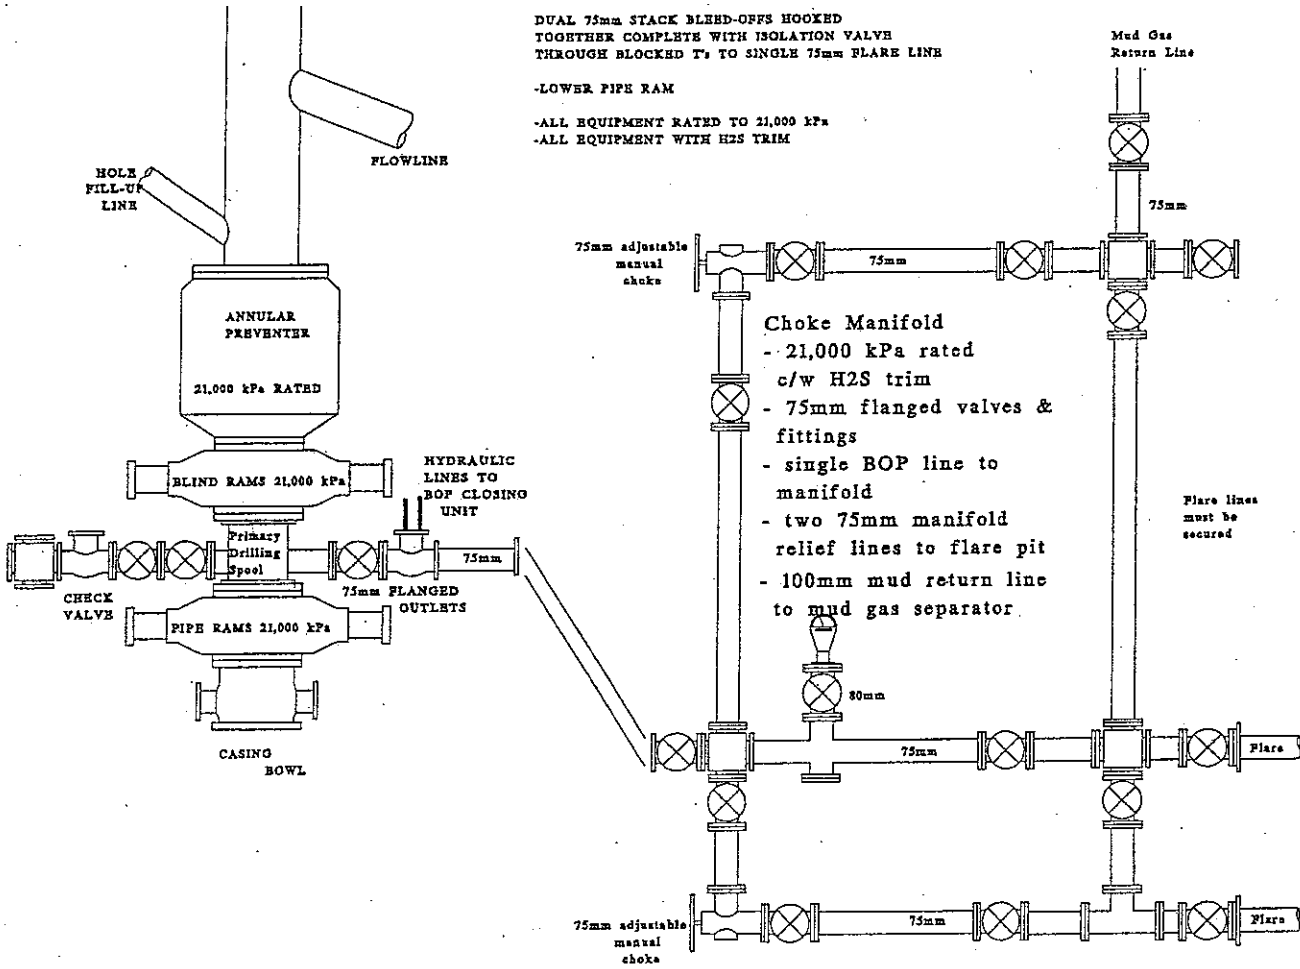 DUAL 75mm STACK BLEED-OFFS HOOKED
TOGETHER COMPLETE WITH ISOLATION VALVE
THROUGH BLOCKED T's TO SINGLE 75mm FLARE LINE
-LOWER PIPE RAM
-ALL EQUIPMENT RATED TO 21,000 kPa
-ALL EQUIPMENT WITH H2S TRIM
Mud Gas
Return Line
FLOWLINE
HOLE
FILL-UP
LINE
75mm
75mm adjustable
manual
choke
75mm
ANNULAR
PREVENTER
21,000 kPa RATED
Choke Manifold
- 21,000 kPa rated
c/w H2S trim
- 75mm flanged valves &
fittings
- single BOP line to
manifold
- two 75mm manifold
relief lines to flare pit
- 100mm mud return line
to mud gas separator
HYDRAULIC
LINES TO
BOP CLOSING
UNIT
BLIND RAMS 21,000 kPa
Flare lines
must be
secured
Primary
Drilling
Spool
75mm
CHECK
VALVE
75mm FLANGED
OUTLETS
PIPE RAMS 21,000 kPa
80mm
CASING
BOWL
75mm
Flare
75mm adjustable
manual
choke
75mm
Flare